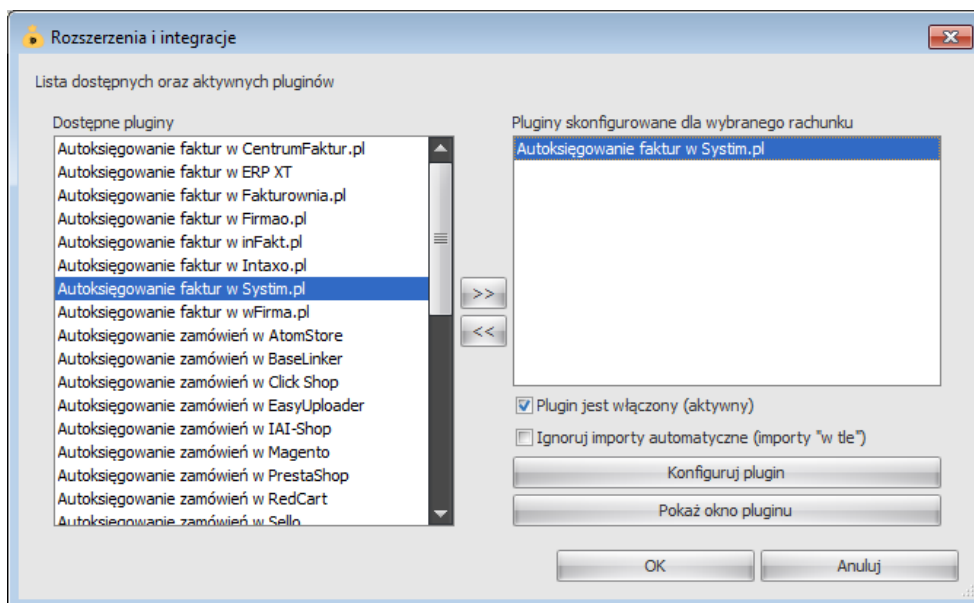 Rozszerzenia i integracje
Lista dostępnych oraz aktywnych pluginów
Dostępne pluginy
Autoksięgowanie faktur w CentrumFaktur.pl
Autoksięgowanie faktur w ERP XT
Autoksięgowanie faktur w Fakturownia.pl
Autoksięgowanie faktur w Firmao.pl
Autoksięgowanie faktur w inFakt.pl
Autoksięgowanie faktur w Intaxo.pl
Autoksięgowanie faktur w Systim.pl
Autoksięgowanie faktur w wFirma.pl
Autoksięgowanie zamówień w AtomStore
Autoksięgowanie zamówień w BaseLinker
Autoksięgowanie zamówień w Click Shop
Autoksięgowanie zamówień w EasyUploader
Autoksięgowanie zamówień w IAI-Shop
Autoksięgowanie zamówień w Magento
Autoksięgowanie zamówień w PrestaShop
Autoksięgowanie zamówień w RedCart
Autoksięgowanie zamówień w Sello
>>
<<
Pluginy skonfigurowane dla wybranego rachunku
Autoksięgowanie faktur w Systim.pl
Plugin jest włączony (aktywny)
Ignoruj importy automatyczne (importy "w tle")
Konfiguruj plugin
Pokaż okno pluginu
OK
Anuluj